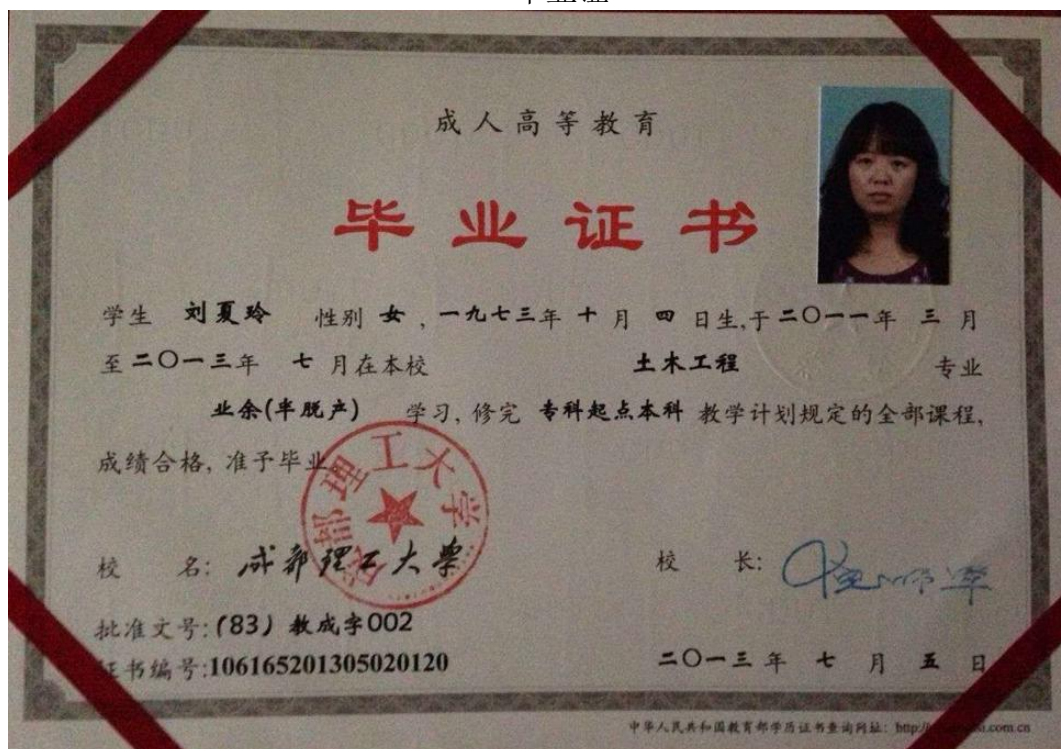 成人高等教育
毕业证书
学生 刘夏玲 性别 女 , 一九七三年 十 月 四 日生,于二〇一一年 三 月
至二〇一三年 七 月在本校 土木工程 专业
业余(半脱产) 学习, 修完 专科起点本科 教学计划规定的全部课程,
成绩合格, 准予毕业
成都理工大学
校 名: 成都理工大学 校 长:
批准文号:(83) 教成字002
证书编号:106165201305020120 二〇一三 年 七 月 五 日
中华人民共和国教育部学历证书查询网址: http://